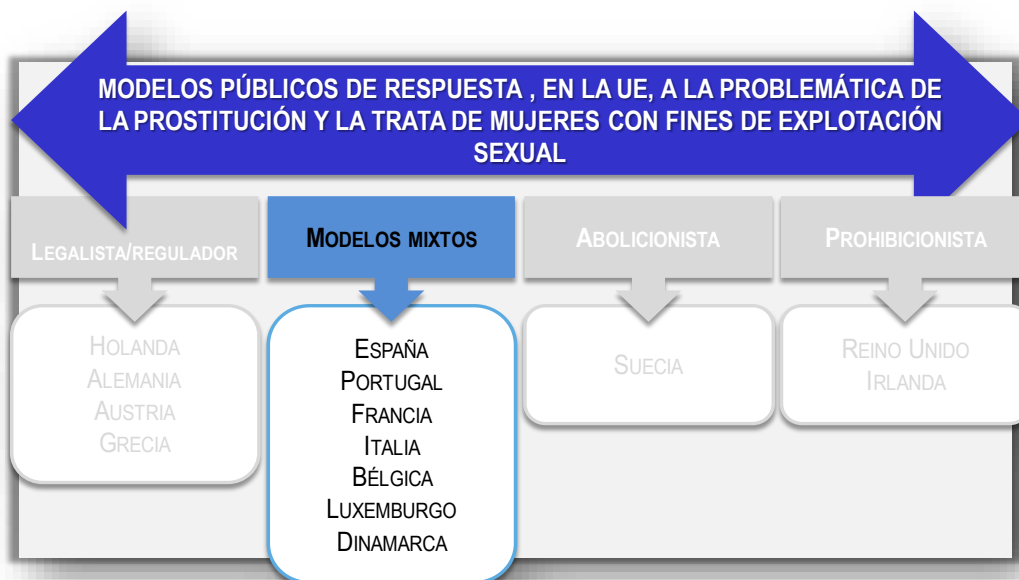 MODELOS PÚBLICOS DE RESPUESTA , EN LA UE, A LA PROBLEMÁTICA DE
LA PROSTITUCIÓN Y LA TRATA DE MUJERES CON FINES DE EXPLOTACIÓN
SEXUAL
LEGALISTA/REGULADOR
HOLANDA
ALEMANIA
AUSTRIA
GRECIA
MODELOS MIXTOS
ESPAÑA
PORTUGAL
FRANCIA
ITALIA
BÉLGICA
LUXEMBURGO
DINAMARCA
ABOLICIONISTA
SUECIA
PROHIBICIONISTA
REINO UNIDO
IRLANDA